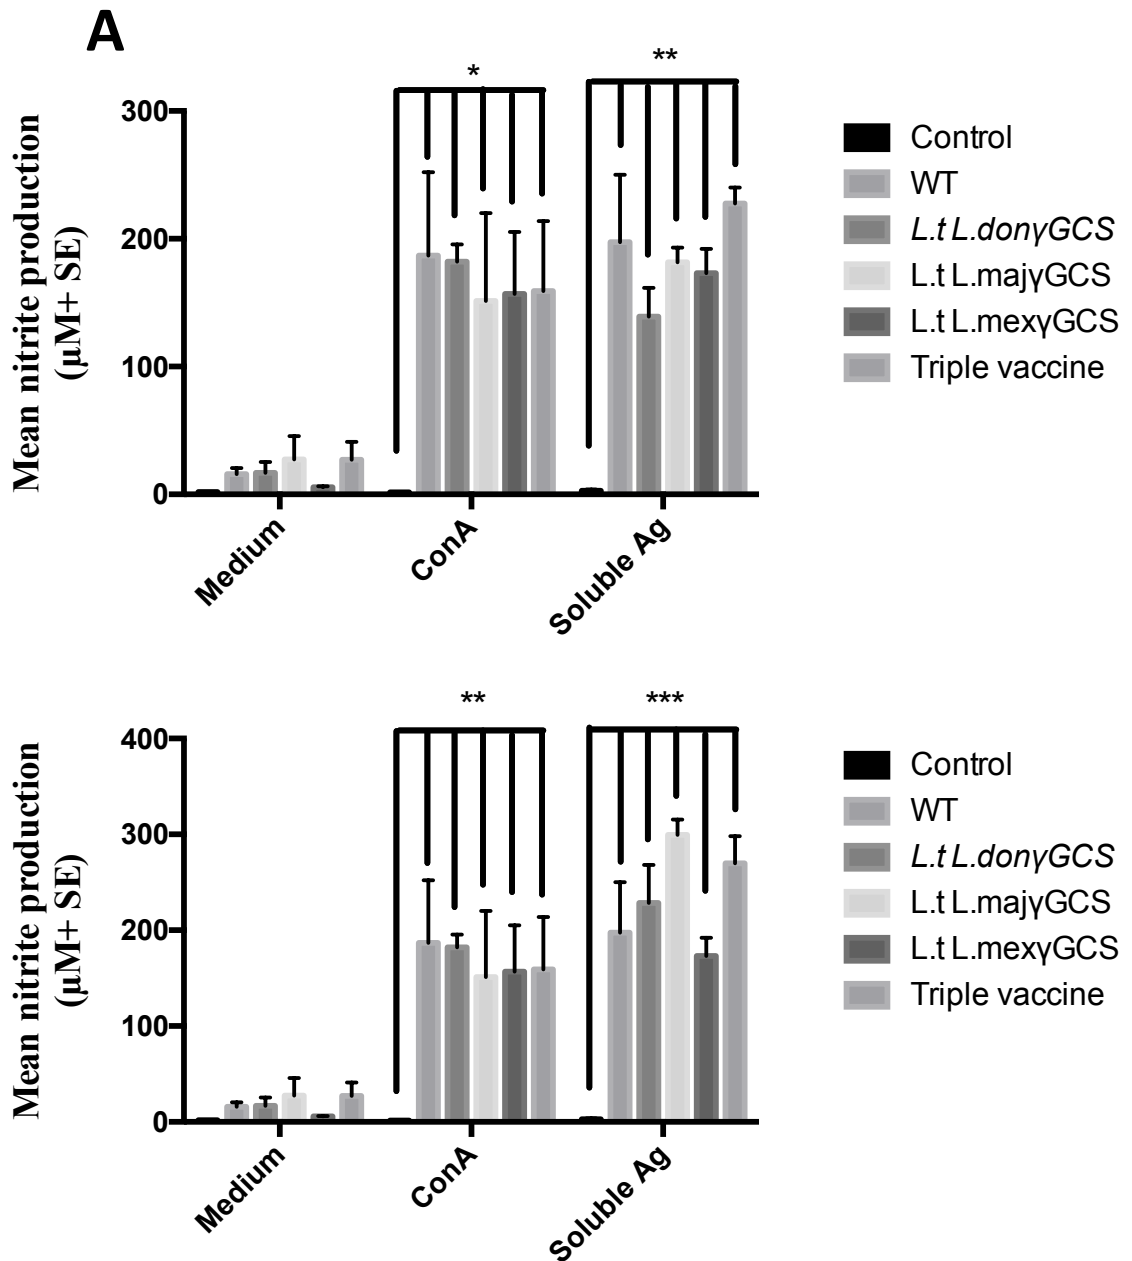 A
*
**
300
200
100
0
Mean nitrite production
(µM+ SE)
Medium
ConA
Soluble Ag
Control
WT
L.t L.donγGCS
L.t L.majγGCS
L.t L.mexγGCS
Triple vaccine
**
***
400
300
200
100
0
Mean nitrite production
(µM+ SE)
Medium
ConA
Soluble Ag
Control
WT
L.t L.donγGCS
L.t L.majγGCS
L.t L.mexγGCS
Triple vaccine